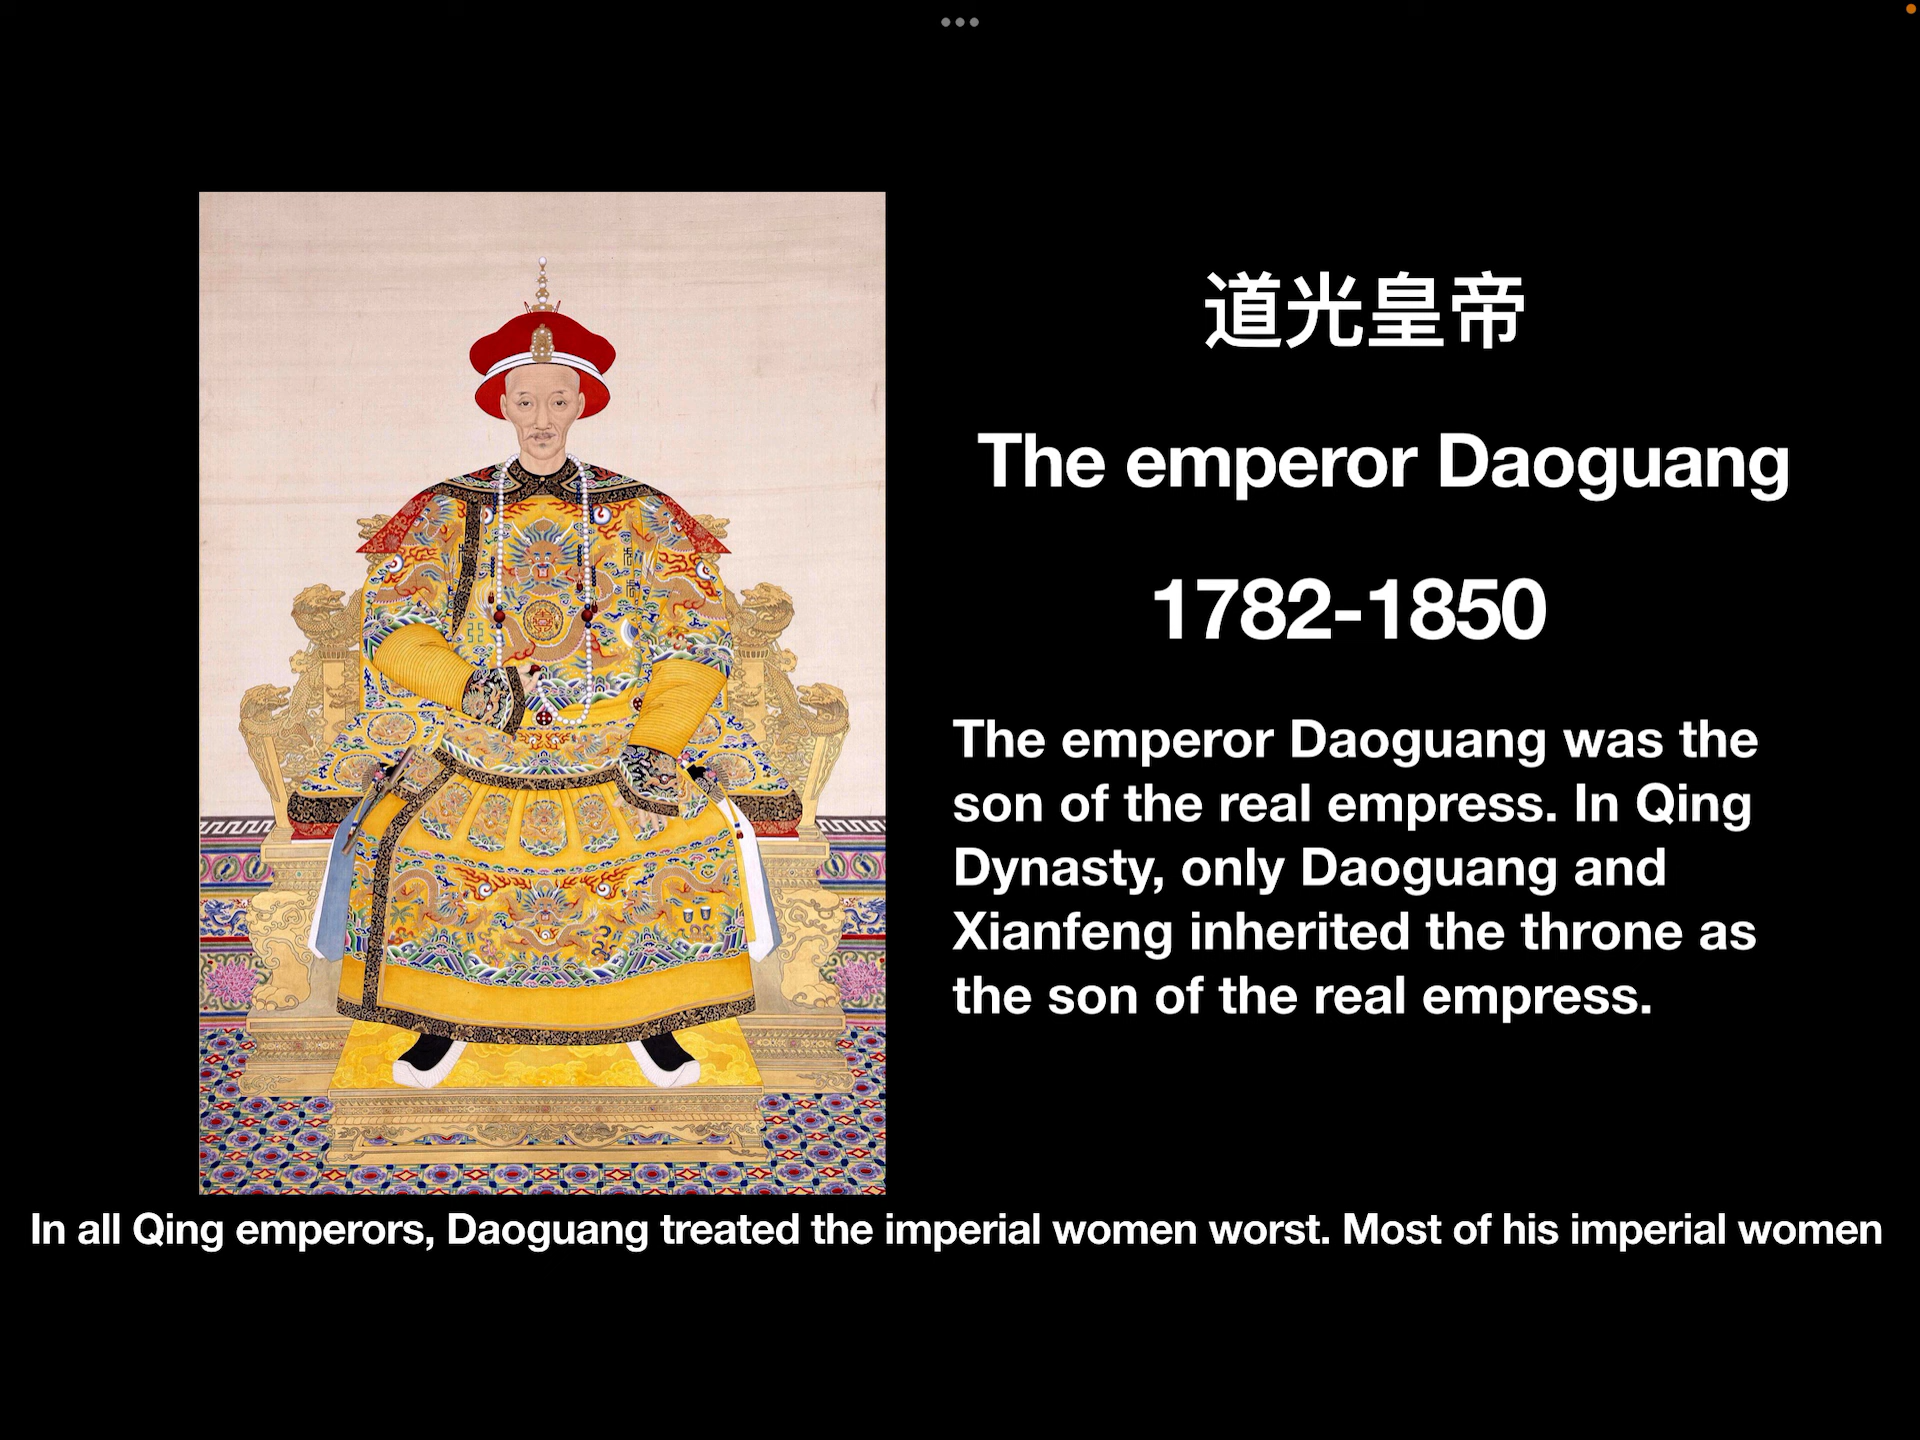 道光皇帝
The emperor Daoguang
1782-1850
The emperor Daoguang was the
son of the real empress. In Qing
Dynasty, only Daoguang and
Xianfeng inherited the throne as
the son of the real empress.
In all Qing emperors, Daoguang treated the imperial women worst. Most of his imperial women